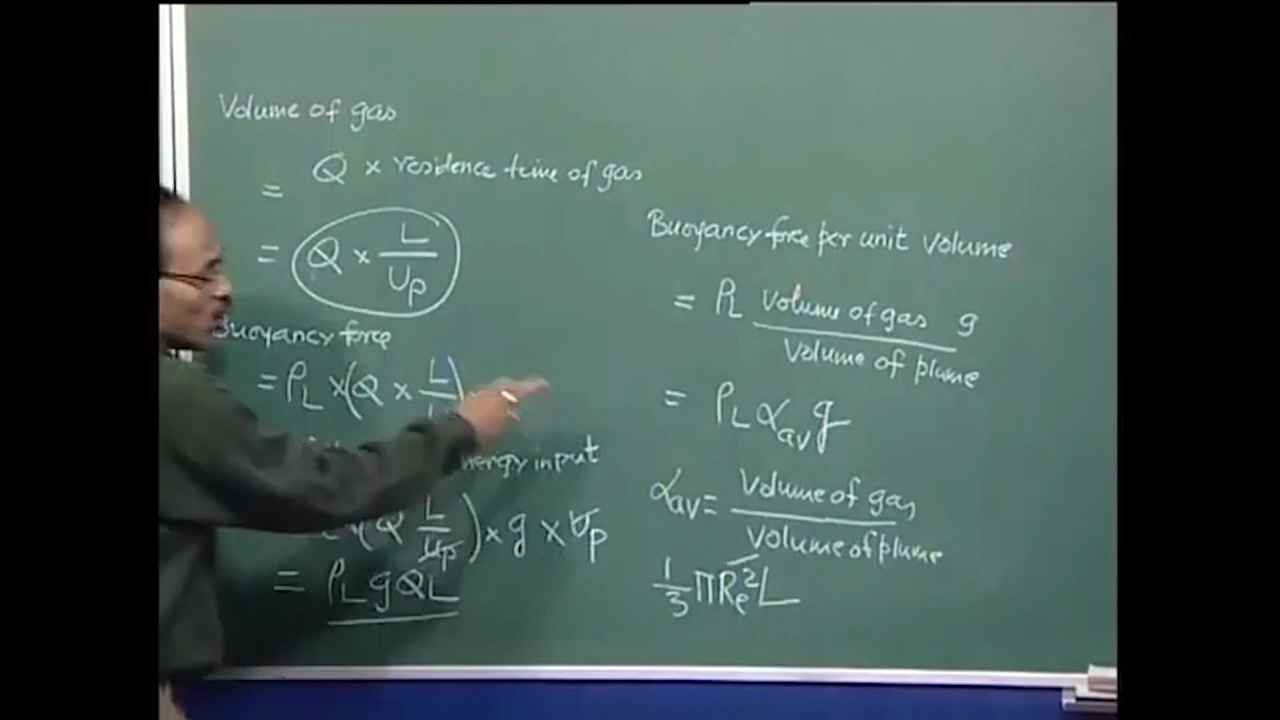 Volume of gas
= Q × residence time of gas
= Q × L/Up
Buoyancy force
= ρL × (Q × L/
energy input
(Q L/Up) × g × Up
= ρL g Q L
Buoyancy force per unit volume
= ρL volume of gas g / volume of plume
= ρL αav g
αav = volume of gas / volume of plume
1/3 π Re² L